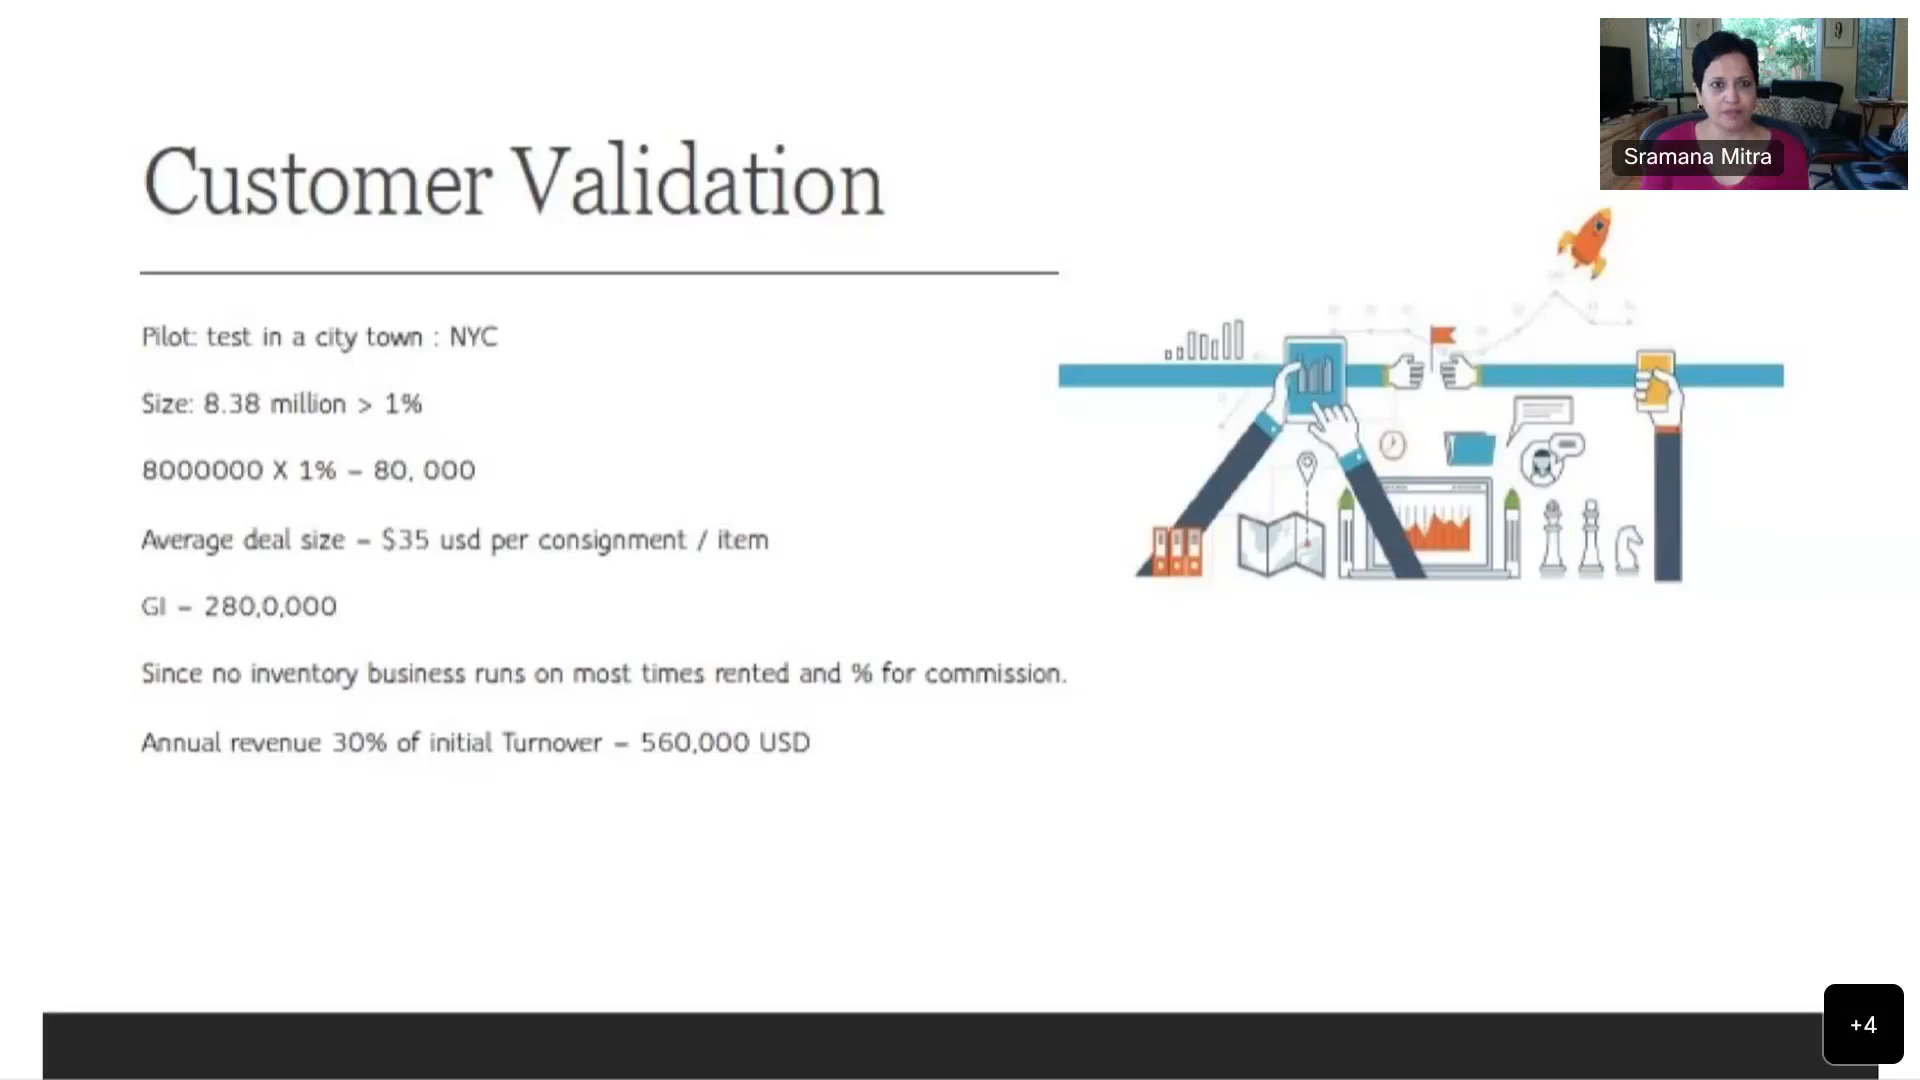 Customer Validation
Sramana Mitra
Pilot: test in a city town : NYC
Size: 8.38 million > 1%
8000000 X 1% – 80, 000
Average deal size – $35 usd per consignment / item
GI – 280,0,000
Since no inventory business runs on most times rented and % for commission.
Annual revenue 30% of initial Turnover – 560,000 USD
+4